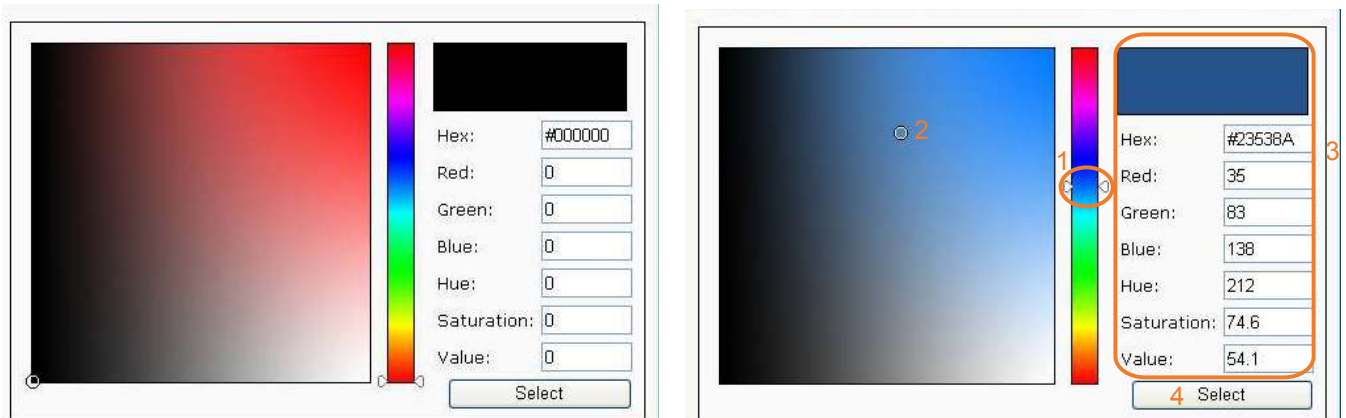 Hex: #000000
Red: 0
Green: 0
Blue: 0
Hue: 0
Saturation: 0
Value: 0
Select
2
1
3
Hex: #23538A
Red: 35
Green: 83
Blue: 138
Hue: 212
Saturation: 74.6
Value: 54.1
4 Select